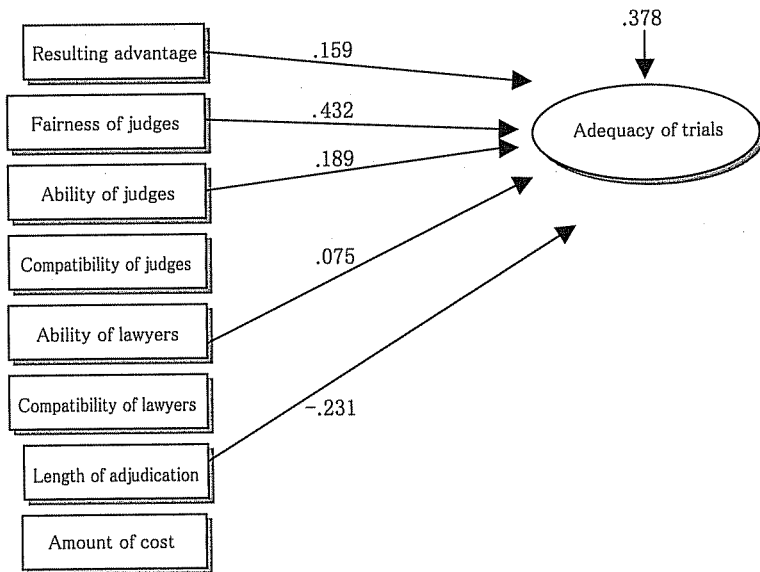 .378
Resulting advantage
.159
Fairness of judges
.432
Adequacy of trials
.189
Ability of judges
Compatibility of judges
.075
Ability of lawyers
Compatibility of lawyers
-.231
Length of adjudication
Amount of cost